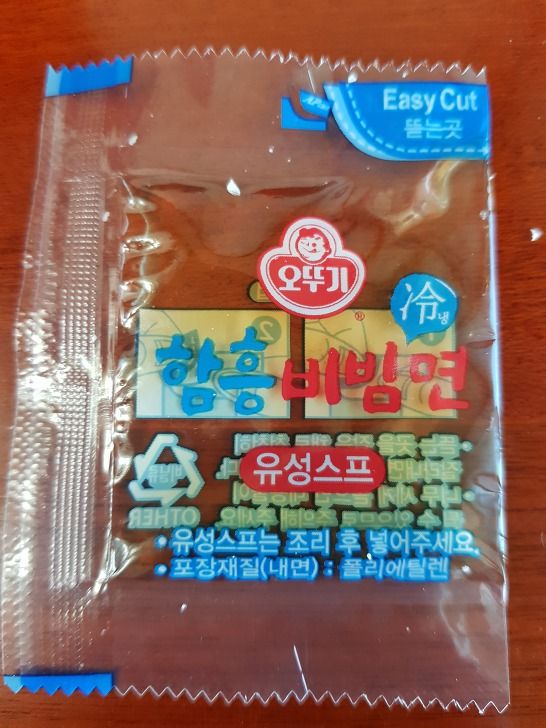 Easy Cut
뜯는곳
오뚜기
®
冷
냉
함흥비빔면
유성스프
OTHER
• 유성스프는 조리 후 넣어주세요.
• 포장재질(내면) : 폴리에틸렌